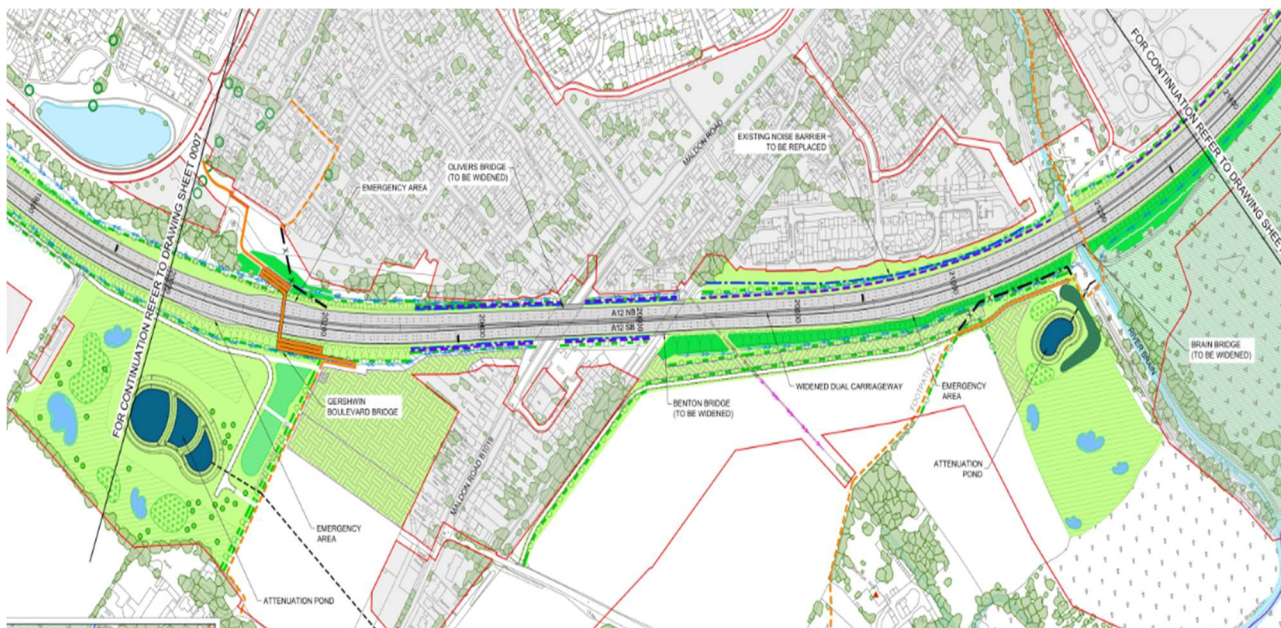 FOR CONTINUATION REFER TO DRAWING SHEET 0007
OLIVERS BRIDGE
(TO BE WIDENED)
EMERGENCY AREA
MALDON ROAD
EXISTING NOISE BARRIER
TO BE REPLACED
FOR CONTINUATION REFER TO DRAWING SHEE
A12 NB
A12 SB
GERSHWIN
BOULEVARD BRIDGE
BENTON BRIDGE
(TO BE WIDENED)
WIDENED DUAL CARRIAGEWAY
EMERGENCY
AREA
FOOTPATH 121
RIVER BRAIN
BRAIN BRIDGE
(TO BE WIDENED)
MALDON ROAD B1018
ATTENUATION
POND
EMERGENCY
AREA
ATTENUATION POND